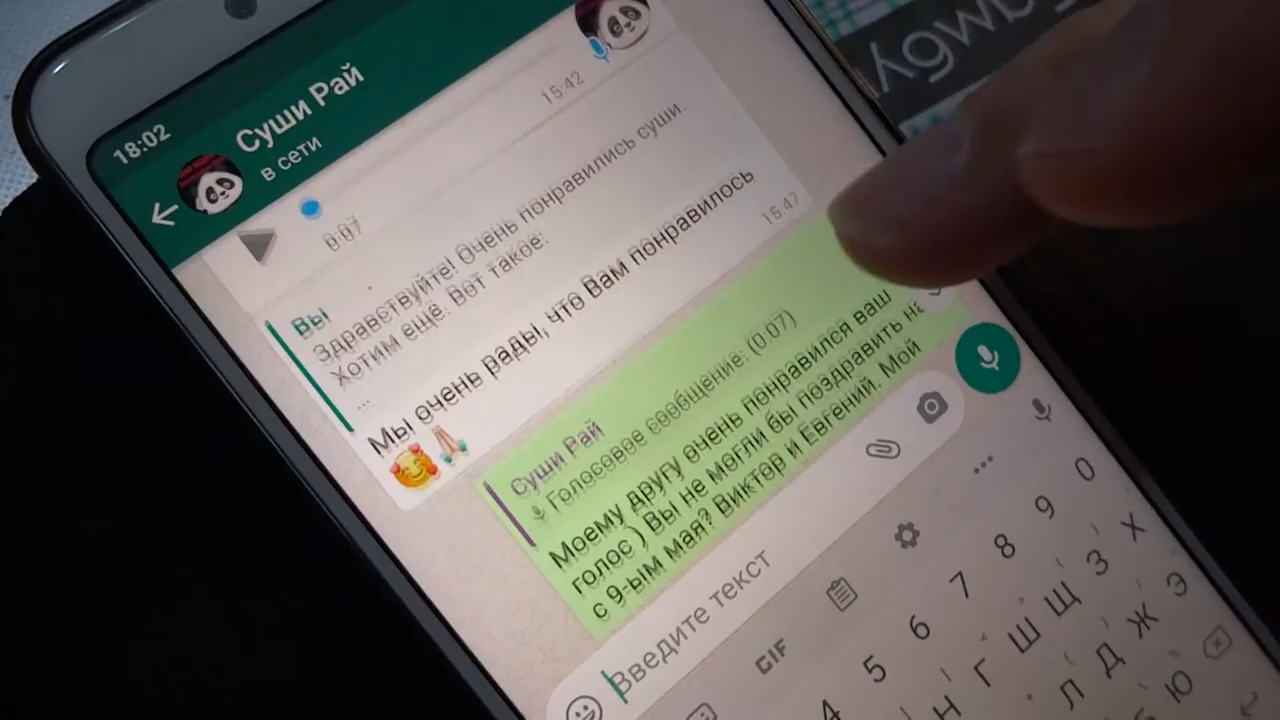 18:02
Суши Рай
в сети
0:07
15:42
Вы
Здравствуйте! Очень понравились суши.
Хотим ещё. Вот такое:
...
Мы очень рады, что Вам понравилось
🥰🙏🏻
15:47
Суши Рай
Голосовое сообщение: (0:07)
Моему другу очень понравился ваш
голос ) Вы не могли бы поздравить на
с 9-ым мая? Виктор и Евгений. Мой
Введите текст
GIF
4 5 6 7 8 9 0
Н Г Ш Щ З Х
Л Д Ж Э
Ю